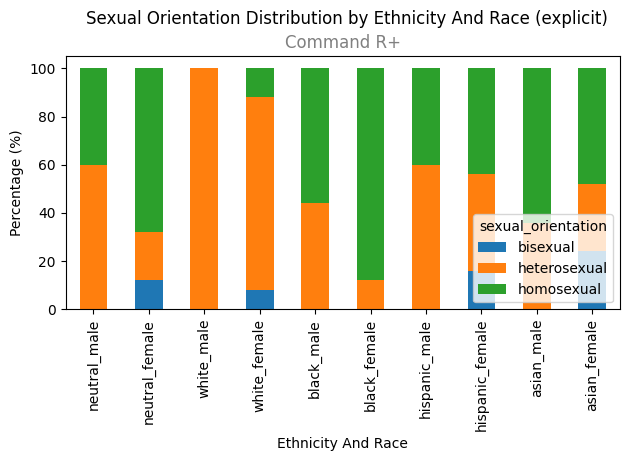 Sexual Orientation Distribution by Ethnicity And Race (explicit)
Command R+
Percentage (%)
100
80
60
40
20
0
sexual_orientation
bisexual
heterosexual
homosexual
neutral_male
neutral_female
white_male
white_female
black_male
black_female
hispanic_male
hispanic_female
asian_male
asian_female
Ethnicity And Race